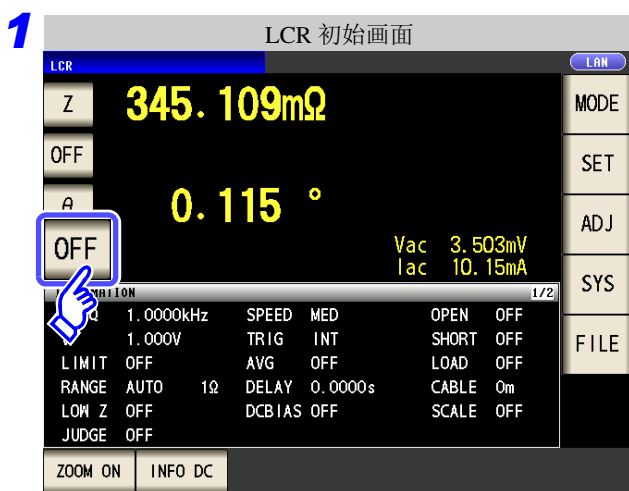 1
LCR 初始画面
LCR
LAN
Z
345.109mΩ
MODE
OFF
SET
θ
0.115 °
ADJ
OFF
Vac 3.503mV
Iac 10.15mA
SYS
1/2
1.0000kHz SPEED MED OPEN OFF
V 1.000V TRIG INT SHORT OFF
FILE
LIMIT OFF AVG OFF LOAD OFF
RANGE AUTO 1Ω DELAY 0.0000s CABLE 0m
LOW Z OFF DCBIAS OFF SCALE OFF
JUDGE OFF
ZOOM ON INFO DC